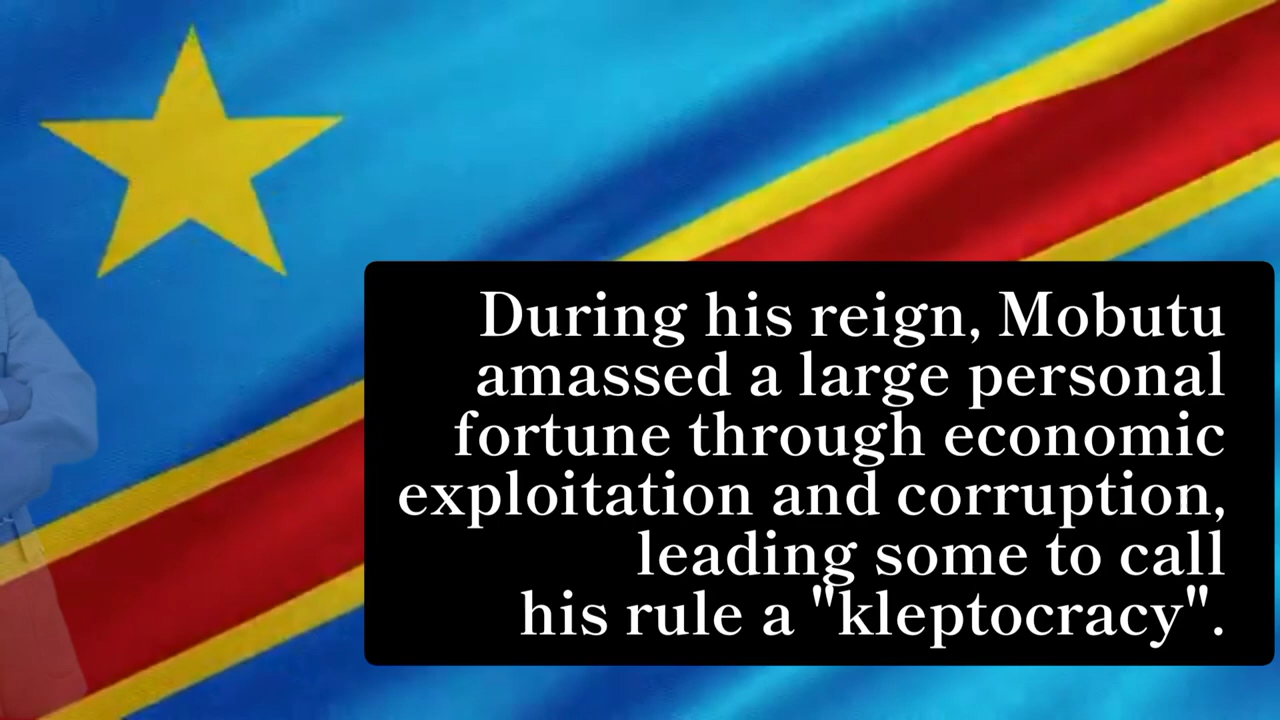 During his reign, Mobutu
amassed a large personal
fortune through economic
exploitation and corruption,
leading some to call
his rule a "kleptocracy".